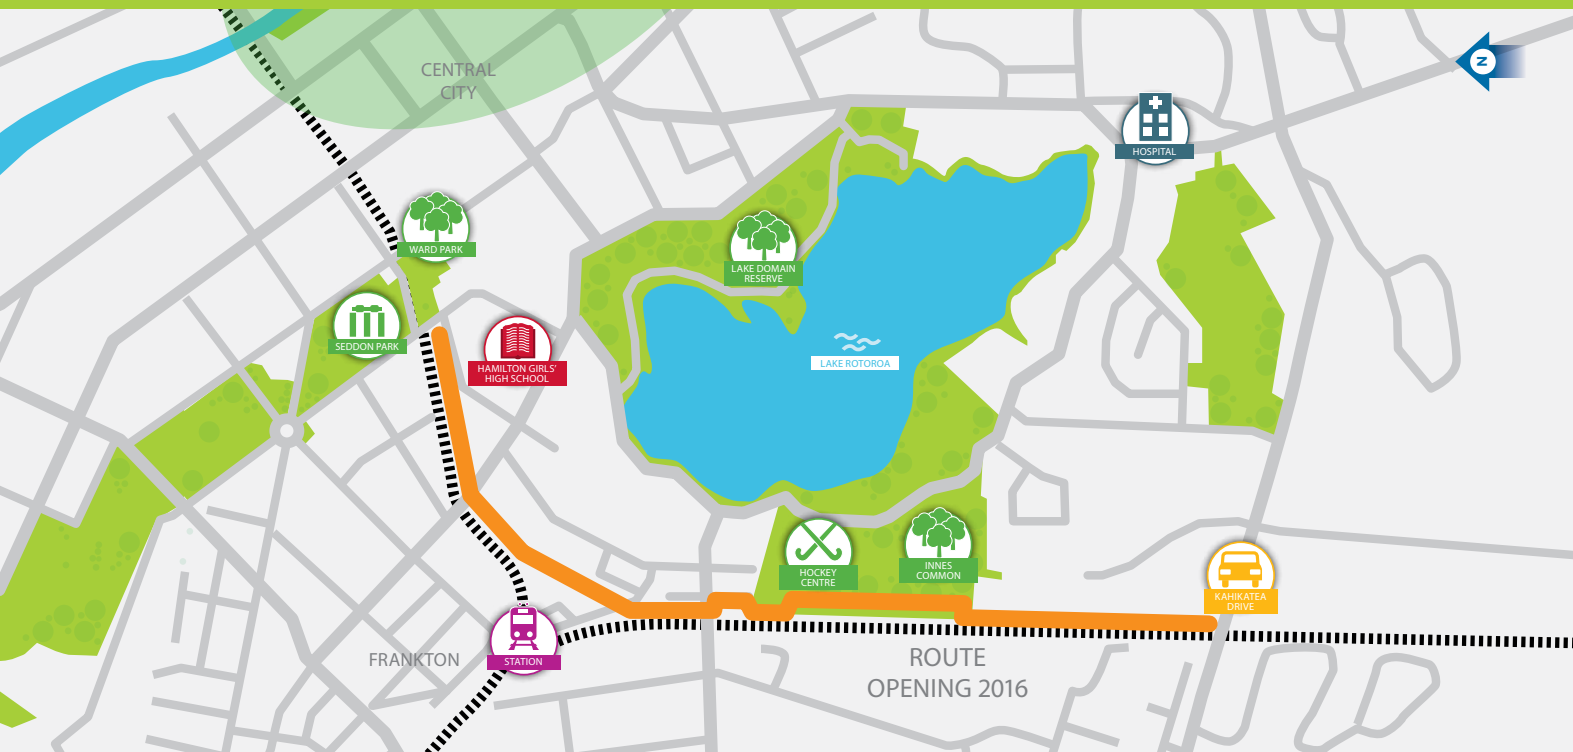 CENTRAL
CITY
N
HOSPITAL
WARD PARK
LAKE DOMAIN
RESERVE
SEDDON PARK
HAMILTON GIRLS'
HIGH SCHOOL
LAKE ROTOROA
HOCKEY
CENTRE
INNES
COMMON
KAHIKATEA
DRIVE
FRANKTON
STATION
ROUTE
OPENING 2016